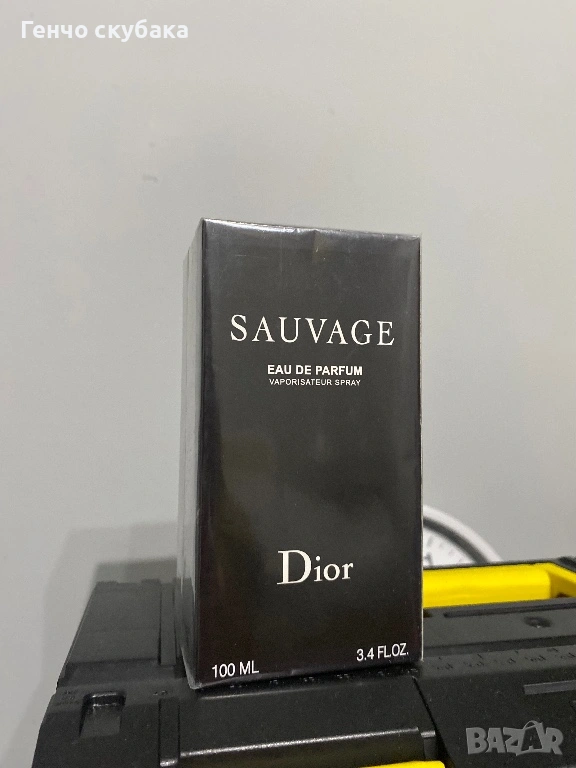 Генчо скубака
SAUVAGE
EAU DE PARFUM
VAPORISATEUR SPRAY
Dior
100 ML 3.4 FL.OZ.
BAZAR